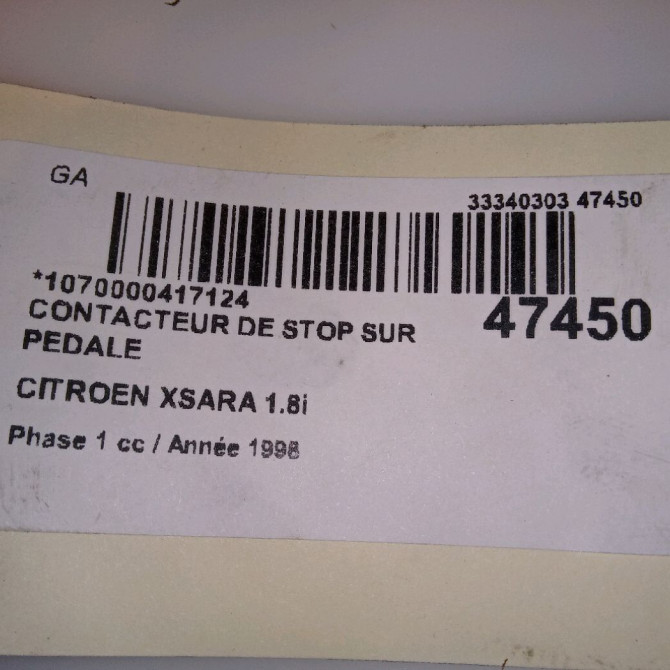 GA
33340303 47450
*1070000417124
47450
CONTACTEUR DE STOP SUR
PEDALE
CITROEN XSARA 1.8i
Phase 1 cc / Année 1998